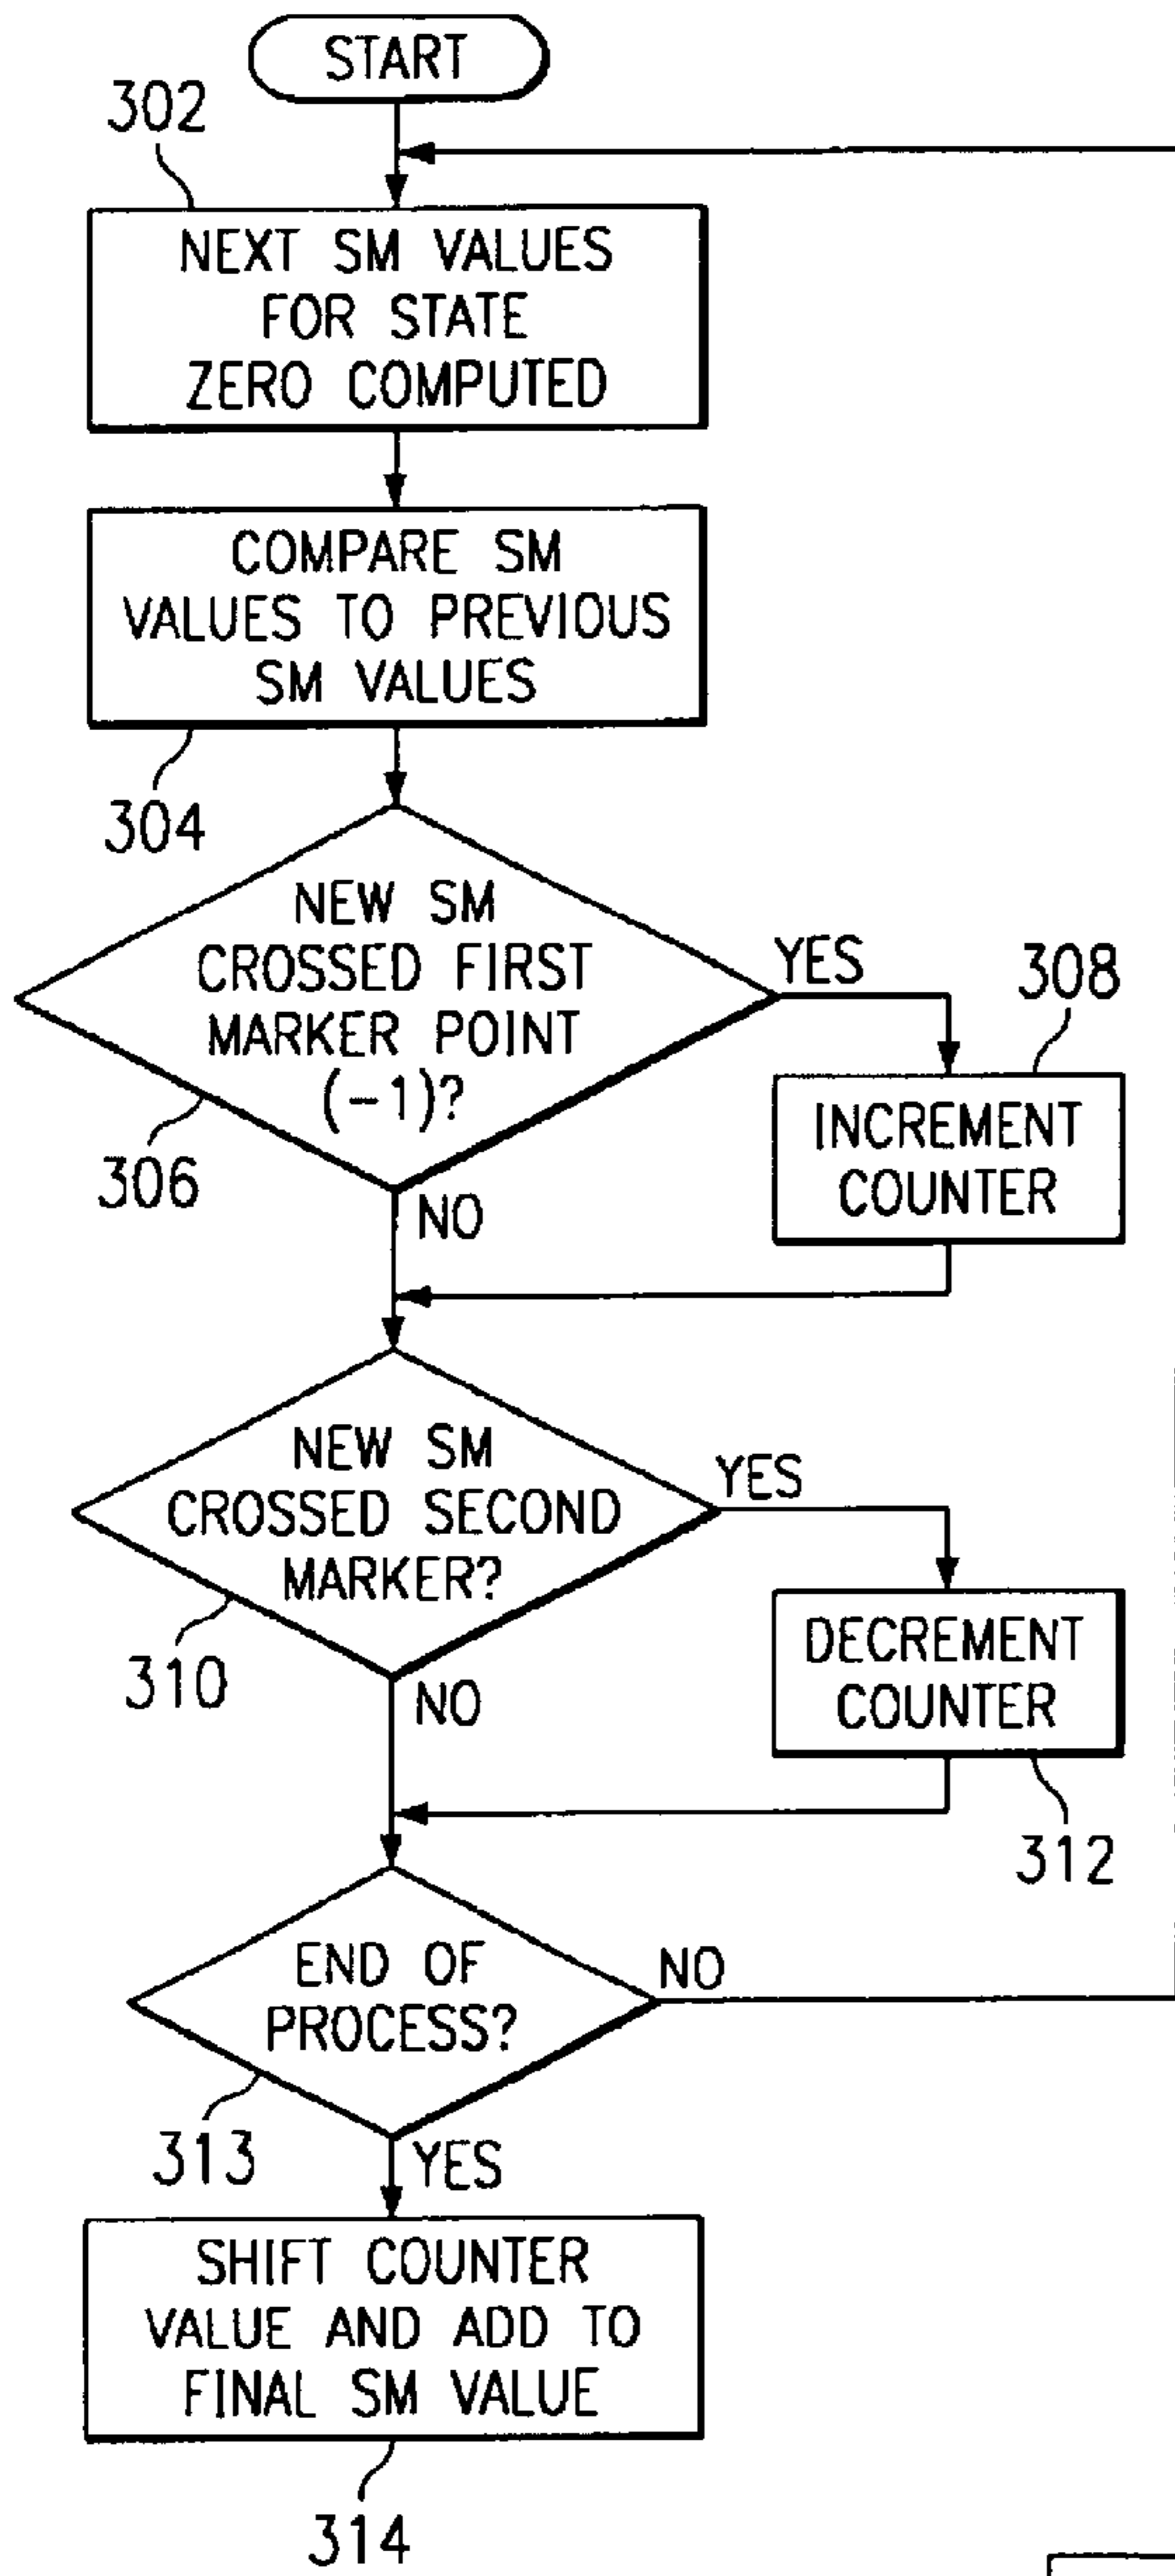 START
302
NEXT SM VALUES
FOR STATE
ZERO COMPUTED
COMPARE SM
VALUES TO PREVIOUS
SM VALUES
304
NEW SM
CROSSED FIRST
MARKER POINT
(-1)?
YES
308
INCREMENT
COUNTER
306
NO
NEW SM
CROSSED SECOND
MARKER?
YES
DECREMENT
COUNTER
310
NO
312
END OF
PROCESS?
NO
313
YES
SHIFT COUNTER
VALUE AND ADD TO
FINAL SM VALUE
314